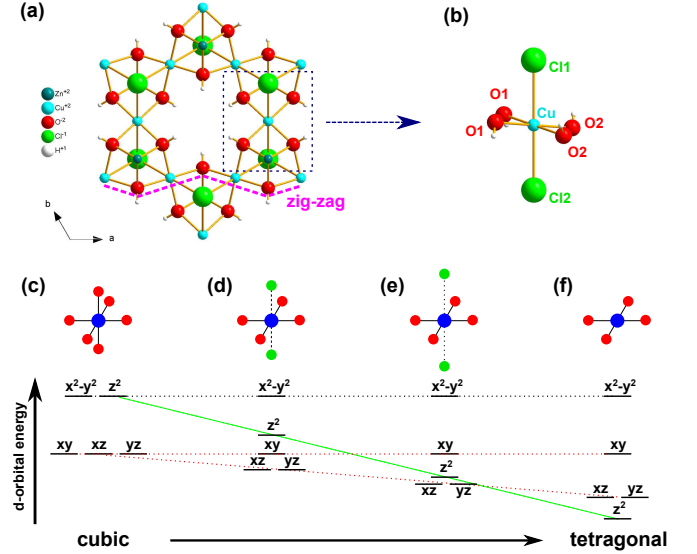 (a)
(b)
Zn+2
Cu+2
O-2
Cl-1
H+1
b
a
zig-zag
Cl1
O1
O1
Cu
O2
O2
Cl2
(c)
(d)
(e)
(f)
d-orbital energy
x²-y² z²
x²-y²
x²-y²
x²-y²
z²
xy xz yz
xy
xy
xy
xz yz
z²
xz yz
xz yz
z²
cubic
tetragonal